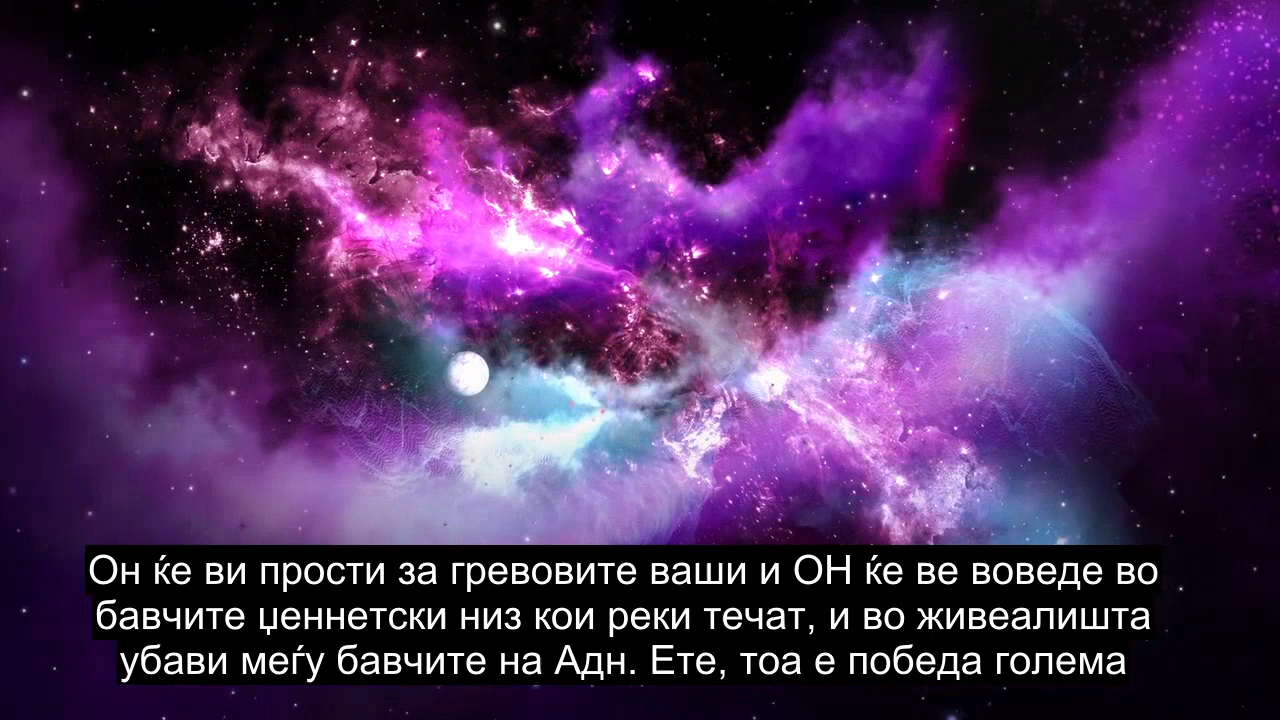 Он ќе ви прости за гревовите ваши и ОН ќе ве воведе во
бавчите џеннетски низ кои реки течат, и во живеалишта
убави меѓу бавчите на Адн. Ете, тоа е победа голема